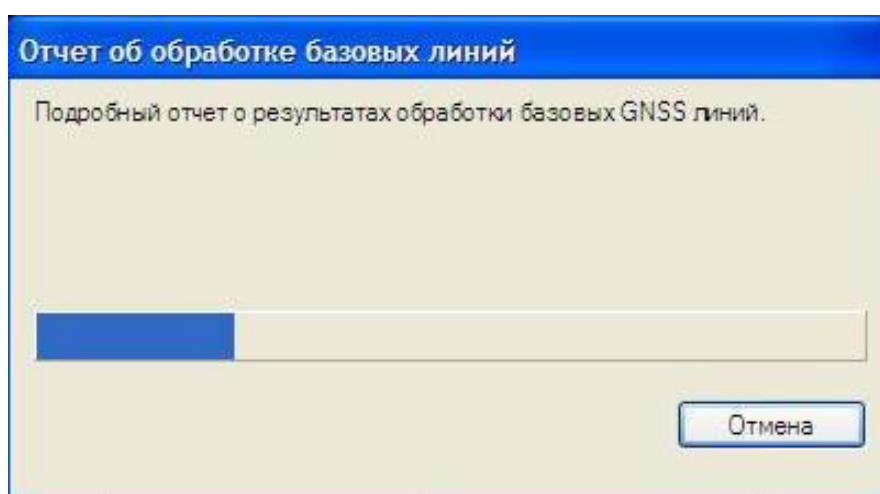 Отчет об обработке базовых линий
Подробный отчет о результатах обработки базовых GNSS линий.
Отмена